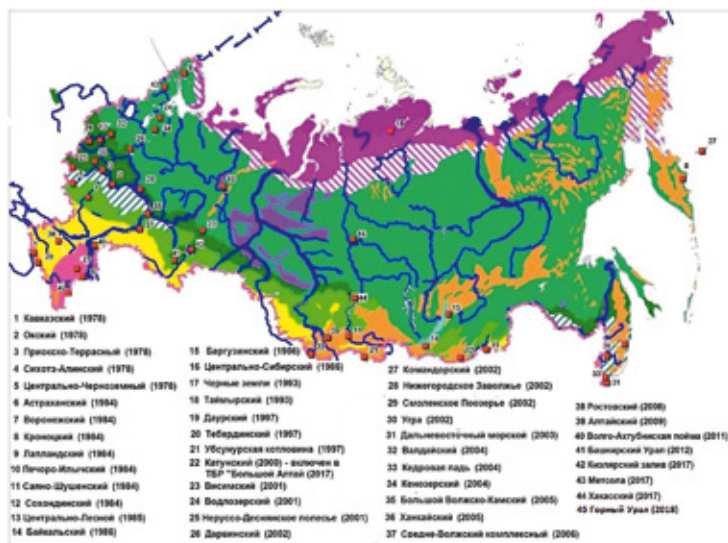 1 Кавказский (1978)
2 Окский (1978)
3 Приокско-Террасный (1978)
4 Сихотэ-Алинский (1978)
5 Центрально-Черноземный (1978)
6 Астраханский (1984)
7 Воронежский (1984)
8 Кроноцкий (1984)
9 Лапландский (1984)
10 Печоро-Илычский (1984)
11 Саяно-Шушенский (1984)
12 Сохондинский (1984)
13 Центрально-Лесной (1985)
14 Байкальский (1986)
15 Баргузинский (1986)
16 Центрально-Сибирский (1986)
17 Черные земли (1993)
18 Таймырский (1993)
19 Даурский (1997)
20 Тебердинский (1997)
21 Убсунурская котловина (1997)
22 Катунский (2000) - включен в
ТБР "Большой Алтай (2017)
23 Висимский (2001)
24 Водлозерский (2001)
25 Неруссо-Деснянское полесье (2001)
26 Дарвинский (2002)
27 Командорский (2002)
28 Нижегородское Заволжье (2002)
29 Смоленское Поозерье (2002)
30 Угра (2002)
31 Дальневосточный морской (2003)
32 Валдайский (2004)
33 Кедровая падь (2004)
34 Кенозерский (2004)
35 Большой Волжско-Камский (2005)
36 Ханкайский (2005)
37 Средне-Волжский комплексный (2006)
38 Ростовский (2008)
39 Алтайский (2009)
40 Волго-Ахтубинская пойма (2011)
41 Башкирский Урал (2012)
42 Кизлярский залив (2017)
43 Метсола (2017)
44 Хакасский (2017)
45 Горный Урал (2018)